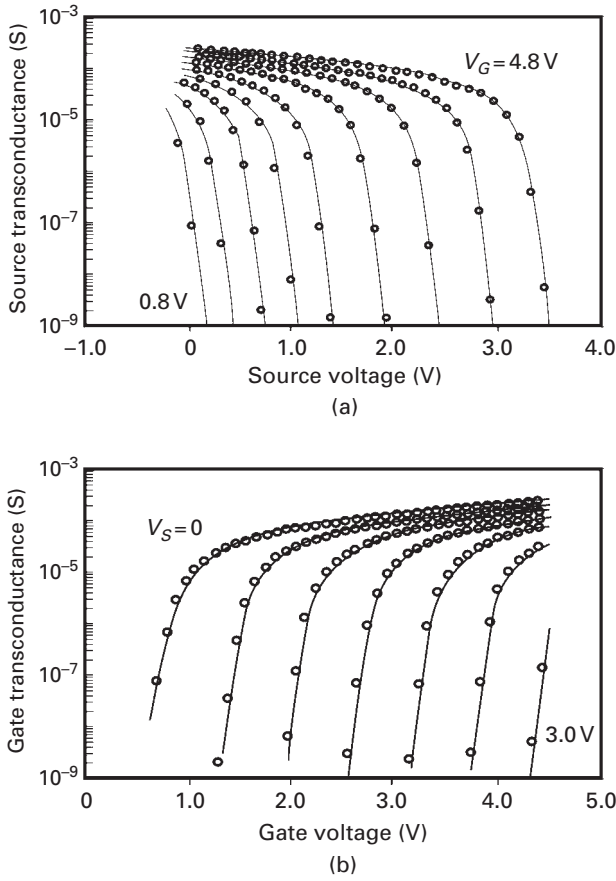 10⁻³
10⁻⁵
10⁻⁷
10⁻⁹
Source transconductance (S)
V_G = 4.8 V
0.8 V
−1.0 0 1.0 2.0 3.0 4.0
Source voltage (V)
(a)
10⁻³
10⁻⁵
10⁻⁷
10⁻⁹
Gate transconductance (S)
V_S = 0
3.0 V
0 1.0 2.0 3.0 4.0 5.0
Gate voltage (V)
(b)